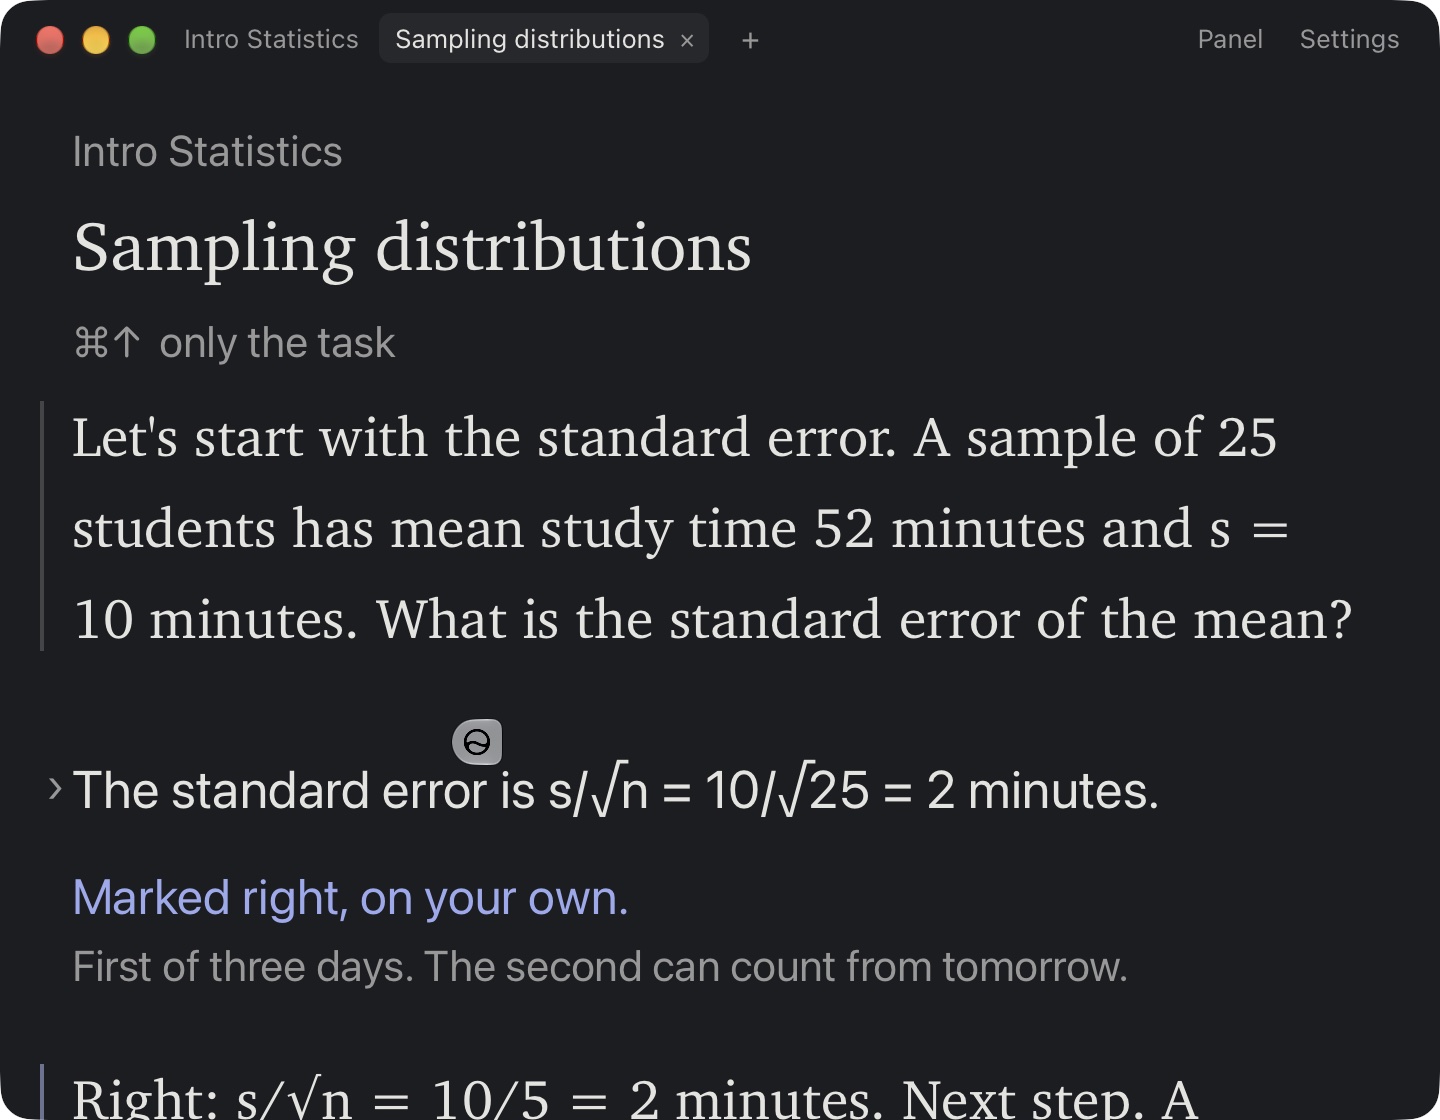 Intro Statistics
Sampling distributions ×
+
Panel
Settings
Intro Statistics
Sampling distributions
⌘↑ only the task
Let's start with the standard error. A sample of 25
students has mean study time 52 minutes and s =
10 minutes. What is the standard error of the mean?
› The standard error is s/√n = 10/√25 = 2 minutes.
Marked right, on your own.
First of three days. The second can count from tomorrow.
Right: s/√n = 10/5 = 2 minutes. Next step. A